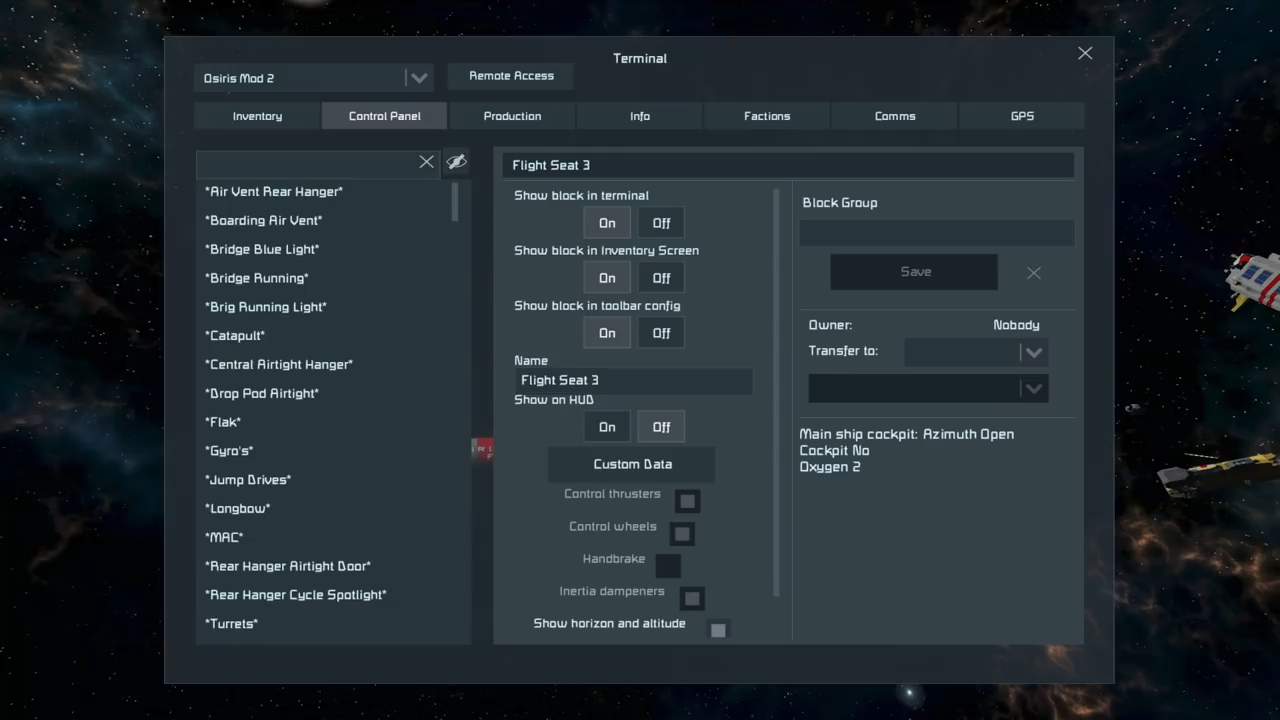 Terminal
Osiris Mod 2
Remote Access
Inventory
Control Panel
Production
Info
Factions
Comms
GPS
*Air Vent Rear Hanger*
*Boarding Air Vent*
*Bridge Blue Light*
*Bridge Running*
*Brig Running Light*
*Catapult*
*Central Airtight Hanger*
*Drop Pod Airtight*
*Flak*
*Gyro's*
*Jump Drives*
*Longbow*
*MAC*
*Rear Hanger Airtight Door*
*Rear Hanger Cycle Spotlight*
*Turrets*
Flight Seat 3
Show block in terminal
On Off
Show block in Inventory Screen
On Off
Show block in toolbar config
On Off
Name
Flight Seat 3
Show on HUD
On Off
Custom Data
Control thrusters
Control wheels
Handbrake
Inertia dampeners
Show horizon and altitude
Block Group
Save
Owner: Nobody
Transfer to:
Main ship cockpit: Azimuth Open
Cockpit No
Oxygen 2